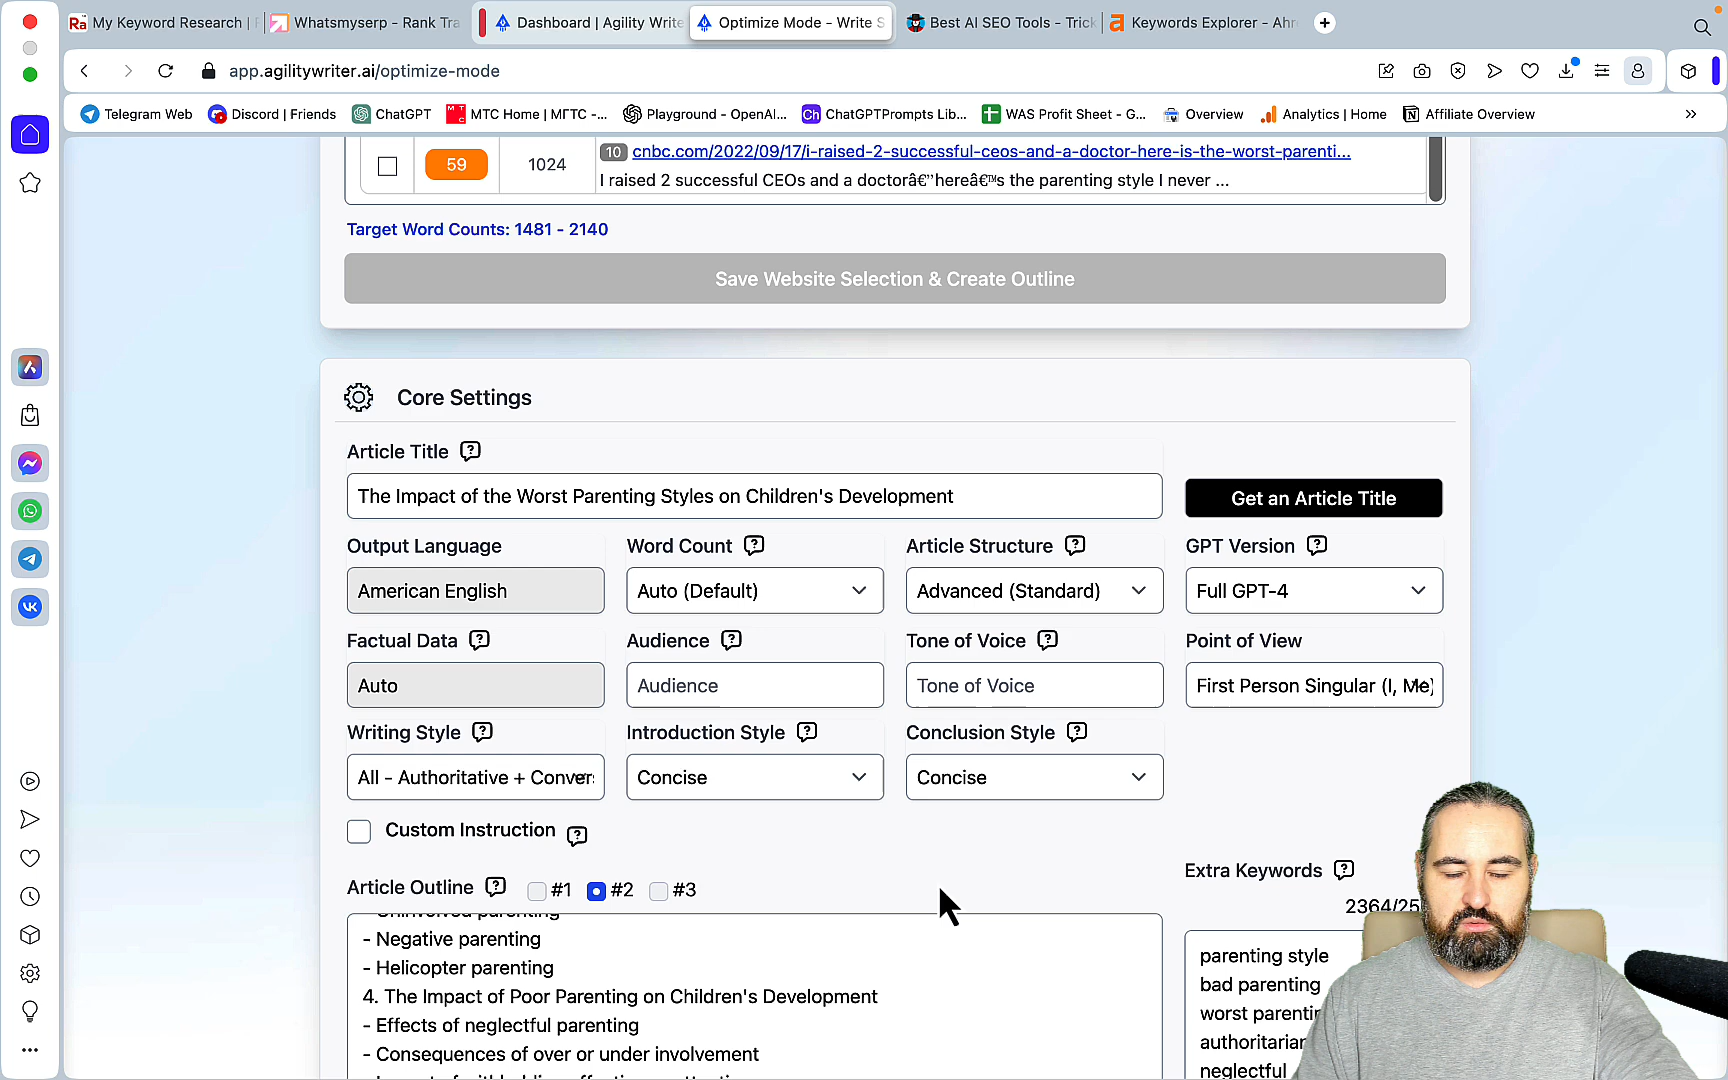 My Keyword Research |
Whatsmyserp - Rank Tra
Dashboard | Agility Write
Optimize Mode - Write S
Best AI SEO Tools - Trick
Keywords Explorer - Ahr
app.agilitywriter.ai/optimize-mode
Telegram Web
Discord | Friends
ChatGPT
МТС Home | МГТС -...
Playground - OpenAI...
ChatGPTPrompts Lib...
WAS Profit Sheet - G...
Overview
Analytics | Home
Affiliate Overview
59
1024
10 cnbc.com/2022/09/17/i-raised-2-successful-ceos-and-a-doctor-here-is-the-worst-parenti...
I raised 2 successful CEOs and a doctorâ€”hereâ€™s the parenting style I never ...
Target Word Counts: 1481 - 2140
Save Website Selection & Create Outline
Core Settings
Article Title
The Impact of the Worst Parenting Styles on Children's Development
Get an Article Title
Output Language
Word Count
Article Structure
GPT Version
American English
Auto (Default)
Advanced (Standard)
Full GPT-4
Factual Data
Audience
Tone of Voice
Point of View
Auto
Audience
Tone of Voice
First Person Singular (I, Me)
Writing Style
Introduction Style
Conclusion Style
All - Authoritative + Convers
Concise
Concise
Custom Instruction
Article Outline
#1
#2
#3
Extra Keywords
2364/25
- Uninvolved parenting
- Negative parenting
- Helicopter parenting
4. The Impact of Poor Parenting on Children's Development
- Effects of neglectful parenting
- Consequences of over or under involvement
parenting style
bad parenting
worst parentin
authoritarian
neglectful